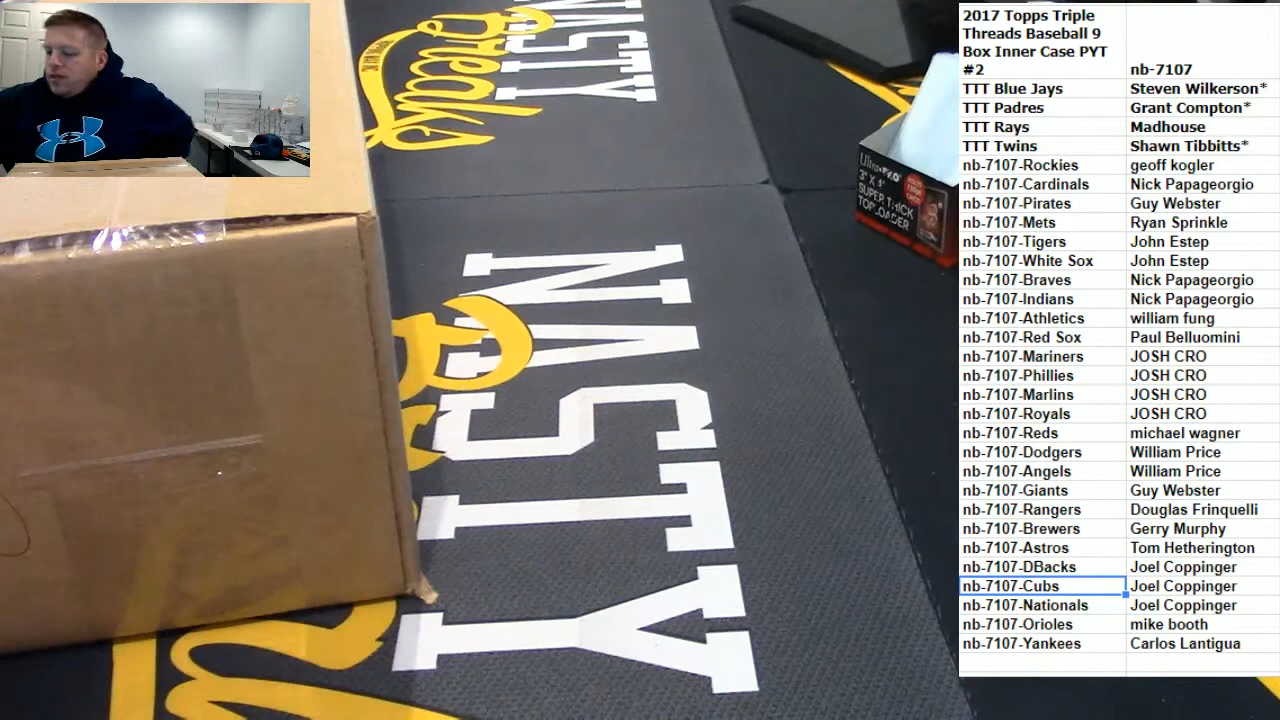 NASTY
Breaks
NASTY
Ultra PRO
3" X 4"
SUPER THICK
TOPLOADER
2017 Topps Triple Threads Baseball 9 Box Inner Case PYT #2 nb-7107
TTT Blue Jays Steven Wilkerson*
TTT Padres Grant Compton*
TTT Rays Madhouse
TTT Twins Shawn Tibbitts*
nb-7107-Rockies geoff kogler
nb-7107-Cardinals Nick Papageorgio
nb-7107-Pirates Guy Webster
nb-7107-Mets Ryan Sprinkle
nb-7107-Tigers John Estep
nb-7107-White Sox John Estep
nb-7107-Braves Nick Papageorgio
nb-7107-Indians Nick Papageorgio
nb-7107-Athletics william fung
nb-7107-Red Sox Paul Belluomini
nb-7107-Mariners JOSH CRO
nb-7107-Phillies JOSH CRO
nb-7107-Marlins JOSH CRO
nb-7107-Royals JOSH CRO
nb-7107-Reds michael wagner
nb-7107-Dodgers William Price
nb-7107-Angels William Price
nb-7107-Giants Guy Webster
nb-7107-Rangers Douglas Frinquelli
nb-7107-Brewers Gerry Murphy
nb-7107-Astros Tom Hetherington
nb-7107-DBacks Joel Coppinger
nb-7107-Cubs Joel Coppinger
nb-7107-Nationals Joel Coppinger
nb-7107-Orioles mike booth
nb-7107-Yankees Carlos Lantigua